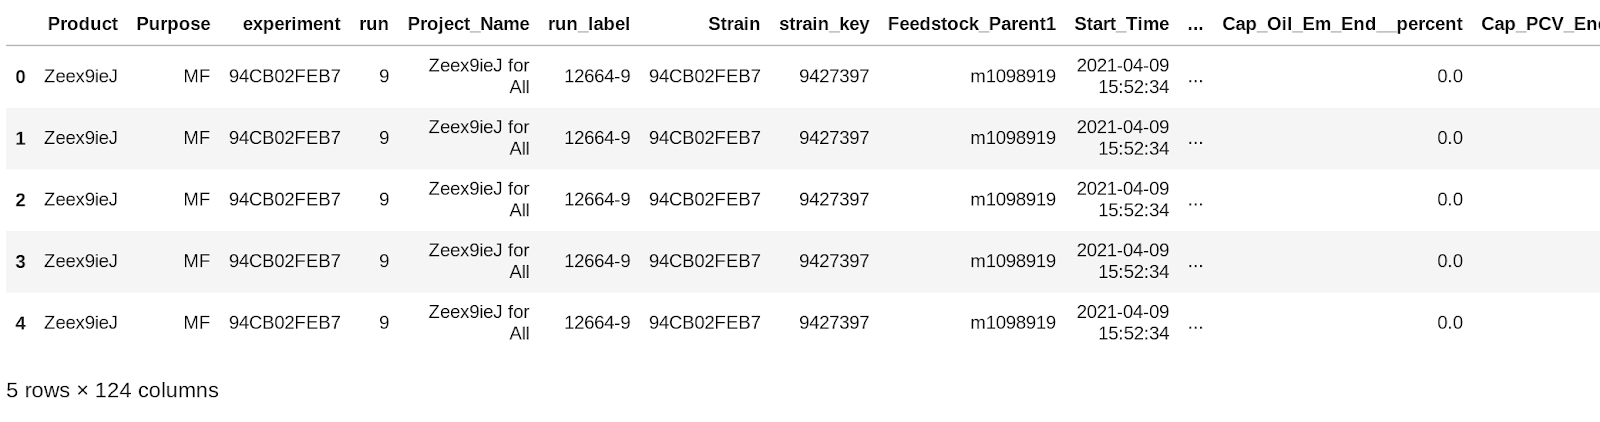 Product Purpose experiment run Project_Name run_label Strain strain_key Feedstock_Parent1 Start_Time ... Cap_Oil_Em_End__percent Cap_PCV_End
0 Zeex9ieJ MF 94CB02FEB7 9 Zeex9ieJ for All 12664-9 94CB02FEB7 9427397 m1098919 2021-04-09 15:52:34 ... 0.0
1 Zeex9ieJ MF 94CB02FEB7 9 Zeex9ieJ for All 12664-9 94CB02FEB7 9427397 m1098919 2021-04-09 15:52:34 ... 0.0
2 Zeex9ieJ MF 94CB02FEB7 9 Zeex9ieJ for All 12664-9 94CB02FEB7 9427397 m1098919 2021-04-09 15:52:34 ... 0.0
3 Zeex9ieJ MF 94CB02FEB7 9 Zeex9ieJ for All 12664-9 94CB02FEB7 9427397 m1098919 2021-04-09 15:52:34 ... 0.0
4 Zeex9ieJ MF 94CB02FEB7 9 Zeex9ieJ for All 12664-9 94CB02FEB7 9427397 m1098919 2021-04-09 15:52:34 ... 0.0
5 rows × 124 columns